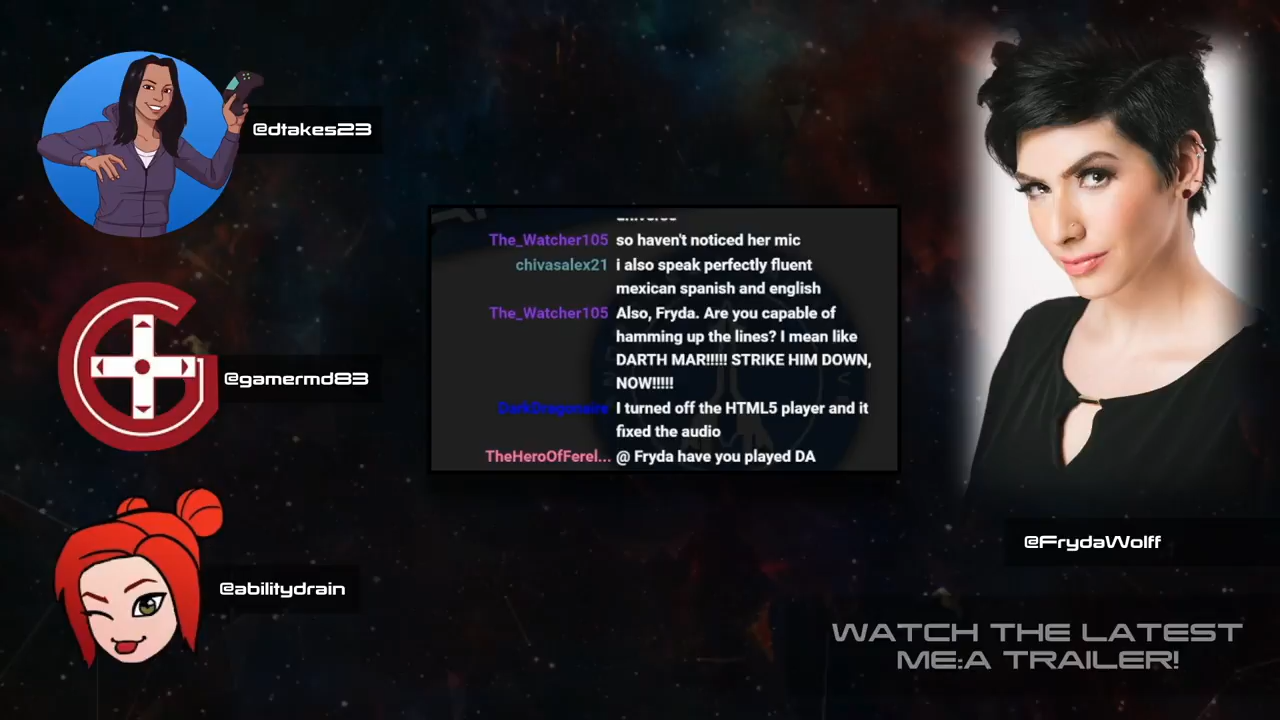 @dtakes23
@gamermd83
@abilitydrain
The_Watcher105 so haven't noticed her mic
chivasalex21 i also speak perfectly fluent
mexican spanish and english
The_Watcher105 Also, Fryda. Are you capable of
hamming up the lines? I mean like
DARTH MAR!!!!! STRIKE HIM DOWN,
NOW!!!!!
DarkDragonaire I turned off the HTML5 player and it
fixed the audio
TheHeroOfFerel... @ Fryda have you played DA
@FrydaWolff
WATCH THE LATEST
ME:A TRAILER!